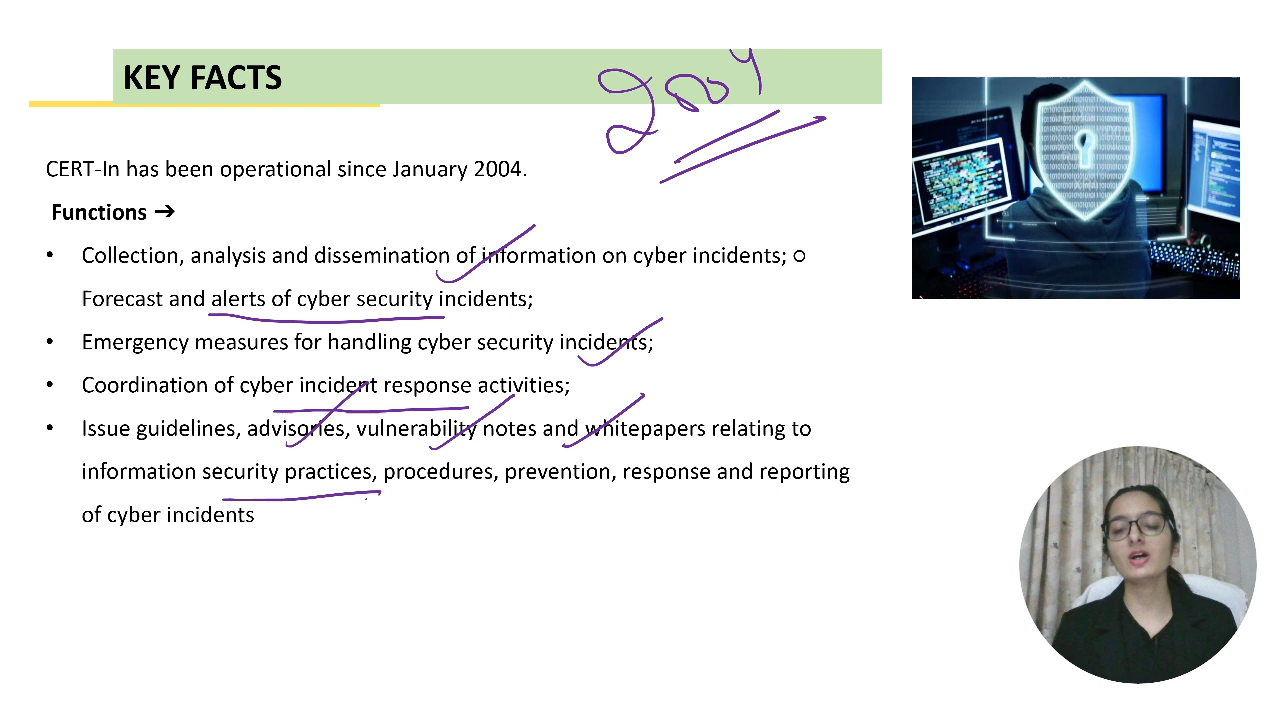 KEY FACTS
2004
CERT-In has been operational since January 2004.
Functions →
• Collection, analysis and dissemination of information on cyber incidents; o
Forecast and alerts of cyber security incidents;
• Emergency measures for handling cyber security incidents;
• Coordination of cyber incident response activities;
• Issue guidelines, advisories, vulnerability notes and whitepapers relating to
information security practices, procedures, prevention, response and reporting
of cyber incidents